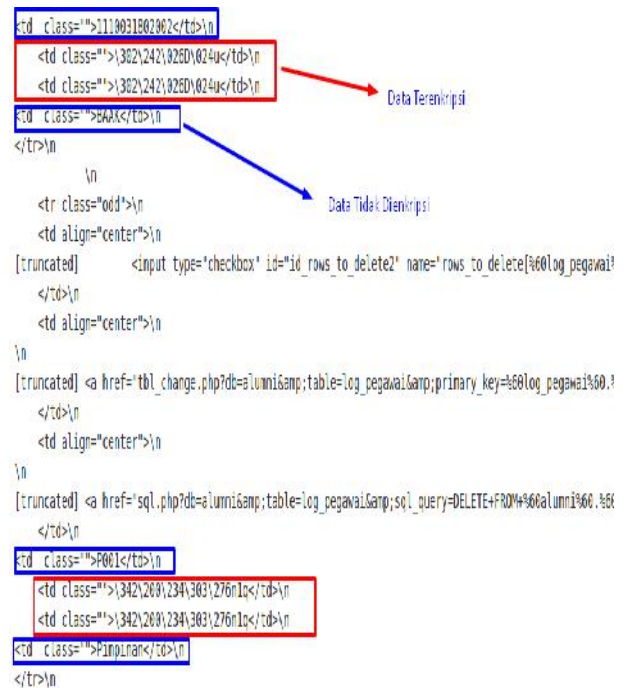 <td  class="">1110031802002</td>\n
<td class="">\302\242\026D\024u</td>\n
<td class="">\302\242\026D\024u</td>\n
Data Terenkripsi
<td  class="">BAAK</td>\n
</tr>\n
\n
<tr class="odd">\n
Data Tidak Dienkripsi
<td align="center">\n
[truncated]        <input type="checkbox" id="id_rows_to_delete2" name="rows_to_delete[%60log_pegawai%
</td>\n
<td align="center">\n
\n
[truncated] <a href="tbl_change.php?db=alumni&amp;table=log_pegawai&amp;primary_key=%60log_pegawai%60.%
</td>\n
<td align="center">\n
\n
[truncated] <a href="sql.php?db=alumni&amp;table=log_pegawai&amp;sql_query=DELETE+FROM+%60alumni%60.%60
</td>\n
<td  class="">P001</td>\n
<td class="">\342\200\234\303\276n1q</td>\n
<td class="">\342\200\234\303\276n1q</td>\n
<td  class="">Pimpinan</td>\n
</tr>\n